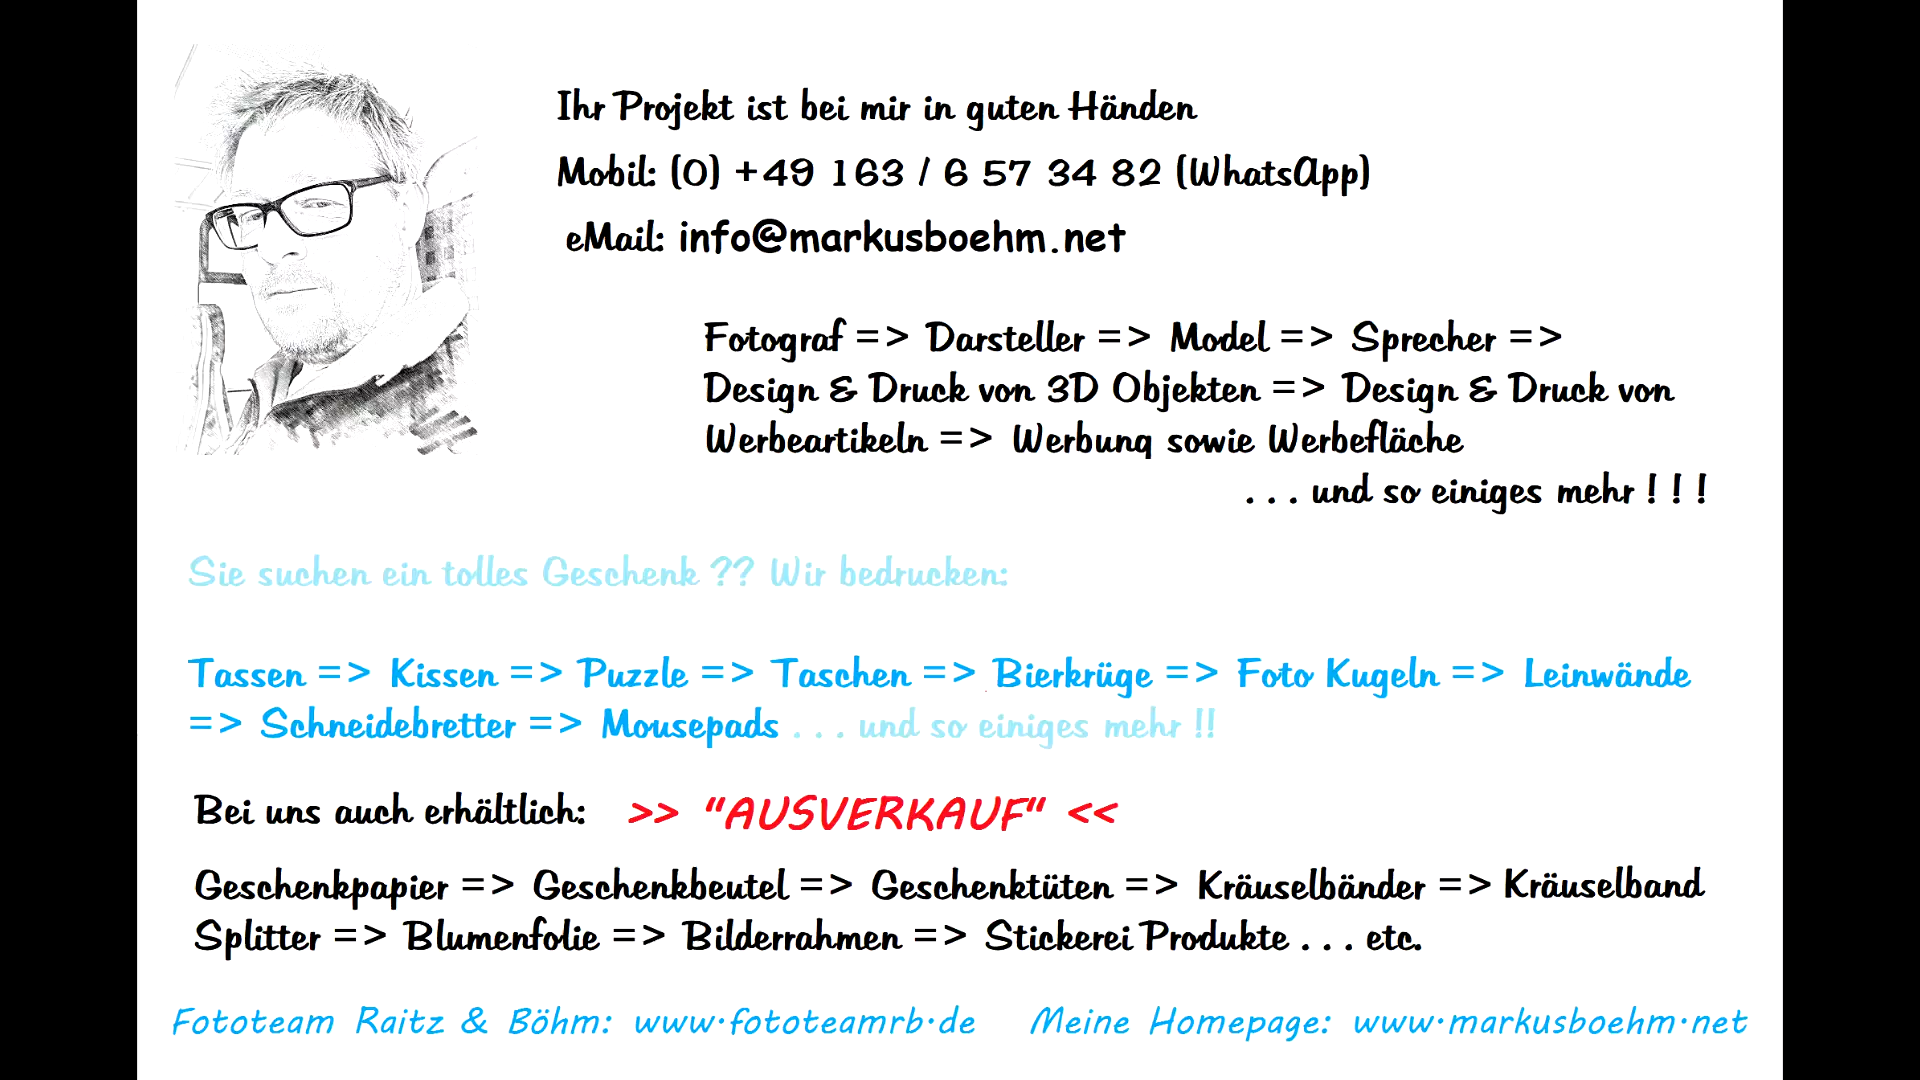 Ihr Projekt ist bei mir in guten Händen
Mobil: (0) +49 163 / 6 57 34 82 (WhatsApp)
eMail: info@markusboehm.net
Fotograf => Darsteller => Model => Sprecher =>
Design & Druck von 3D Objekten => Design & Druck von
Werbeartikeln => Werbung sowie Werbefläche
. . . und so einiges mehr ! ! !
Sie suchen ein tolles Geschenk ?? Wir bedrucken:
Tassen => Kissen => Puzzle => Taschen => Bierkrüge => Foto Kugeln => Leinwände
=> Schneidebretter => Mousepads . . . und so einiges mehr !!
Bei uns auch erhältlich: >> "AUSVERKAUF" <<
Geschenkpapier => Geschenkbeutel => Geschenktüten => Kräuselbänder => Kräuselband
Splitter => Blumenfolie => Bilderrahmen => Stickerei Produkte . . . etc.
Fototeam Raitz & Böhm: www.fototeamrb.de Meine Homepage: www.markusboehm.net